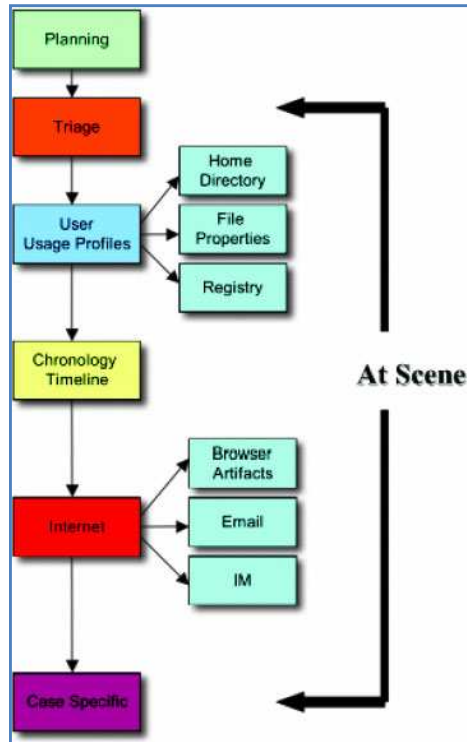 Planning
Triage
User
Usage Profiles
Home
Directory
File
Properties
Registry
Chronology
Timeline
At Scene
Internet
Browser
Artifacts
Email
IM
Case Specific